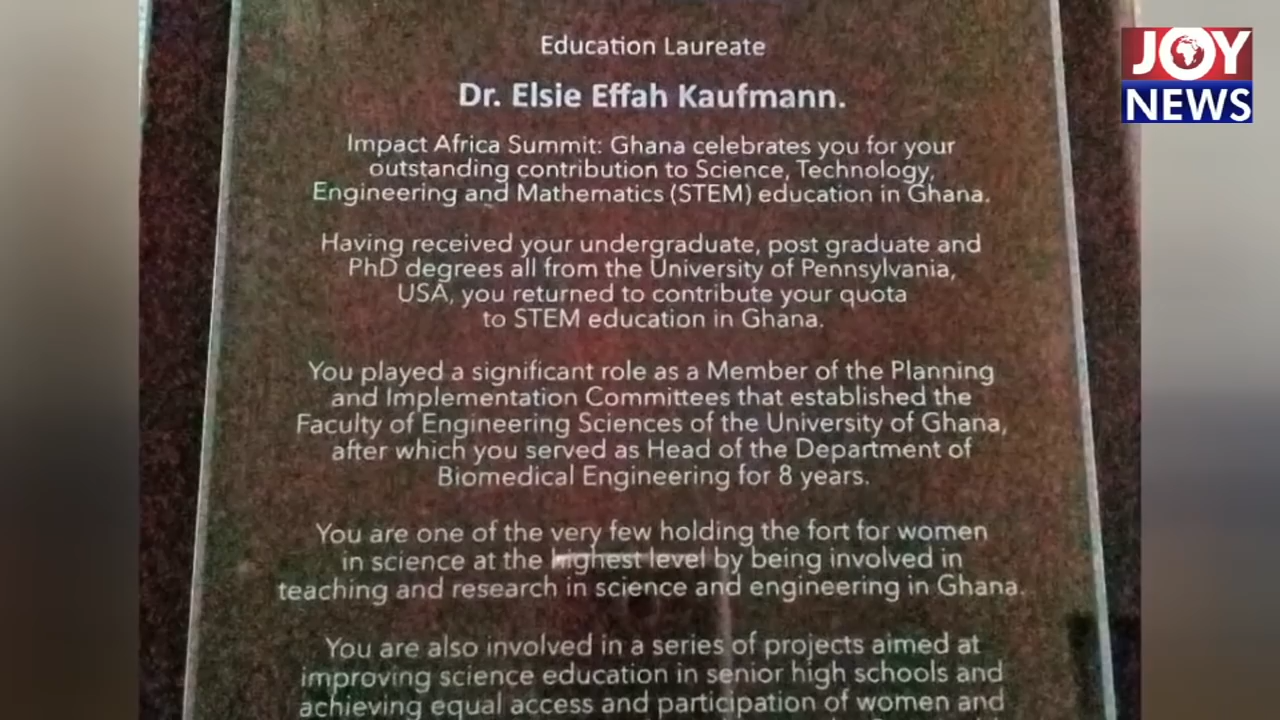 Education Laureate
Dr. Elsie Effah Kaufmann.
Impact Africa Summit: Ghana celebrates you for your
outstanding contribution to Science, Technology,
Engineering and Mathematics (STEM) education in Ghana.
Having received your undergraduate, post graduate and
PhD degrees all from the University of Pennsylvania,
USA, you returned to contribute your quota
to STEM education in Ghana.
You played a significant role as a Member of the Planning
and Implementation Committees that established the
Faculty of Engineering Sciences of the University of Ghana,
after which you served as Head of the Department of
Biomedical Engineering for 8 years.
You are one of the very few holding the fort for women
in science at the highest level by being involved in
teaching and research in science and engineering in Ghana.
You are also involved in a series of projects aimed at
improving science education in senior high schools and
achieving equal access and participation of women and
JOY
NEWS